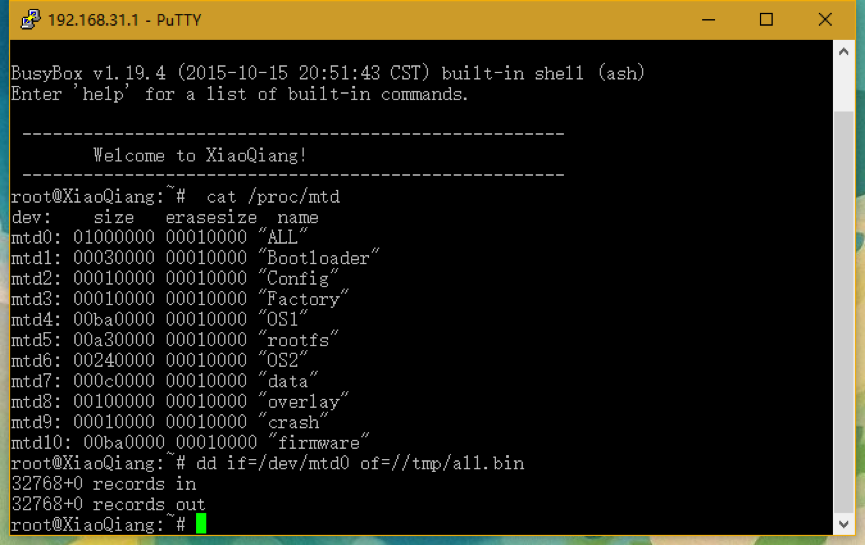 192.168.31.1 - PuTTY
BusyBox v1.19.4 (2015-10-15 20:51:43 CST) built-in shell (ash)
Enter 'help' for a list of built-in commands.
-----------------------------------------------------
Welcome to XiaoQiang!
-----------------------------------------------------
root@XiaoQiang:~#  cat /proc/mtd
dev:    size   erasesize  name
mtd0: 01000000 00010000 "ALL"
mtd1: 00030000 00010000 "Bootloader"
mtd2: 00010000 00010000 "Config"
mtd3: 00010000 00010000 "Factory"
mtd4: 00ba0000 00010000 "OS1"
mtd5: 00a30000 00010000 "rootfs"
mtd6: 00240000 00010000 "OS2"
mtd7: 000c0000 00010000 "data"
mtd8: 00100000 00010000 "overlay"
mtd9: 00010000 00010000 "crash"
mtd10: 00ba0000 00010000 "firmware"
root@XiaoQiang:~# dd if=/dev/mtd0 of=//tmp/all.bin
32768+0 records in
32768+0 records out
root@XiaoQiang:~#